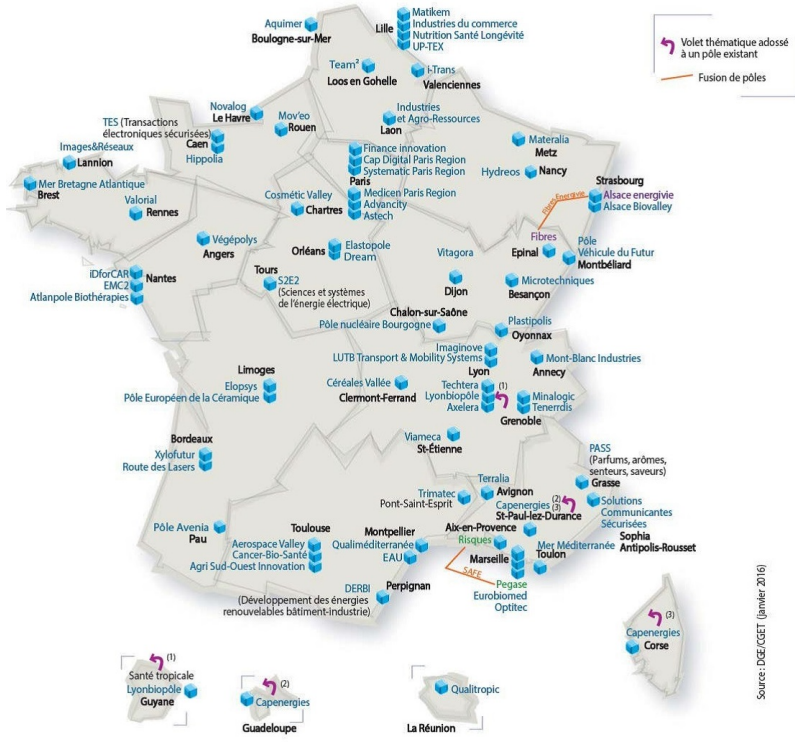 Matikem
Industries du commerce
Nutrition Santé Longévité
UP-TEX
Lille
Aquimer
Boulogne-sur-Mer
Volet thématique adossé
à un pôle existant
Fusion de pôles
Team²
Loos en Gohelle
i-Trans
Valenciennes
Novalog
Le Havre
Mov'eo
Rouen
Industries
et Agro-Ressources
Laon
TES (Transactions
électroniques sécurisées)
Caen
Hippolia
Images&Réseaux
Lannion
Finance innovation
Cap Digital Paris Region
Systematic Paris Region
Paris
Medicen Paris Region
Advancity
Astech
Materalia
Metz
Hydreos
Nancy
Strasbourg
Alsace energivie
Alsace Biovalley
Fibres-Energivie
Fibres
Epinal
Mer Bretagne Atlantique
Brest
Valorial
Rennes
Cosmétic Valley
Chartres
Végépolys
Angers
Orléans
Elastopole
Dream
Vitagora
Dijon
Pôle
Véhicule du Futur
Montbéliard
Microtechniques
Besançon
iDforCAR
EMC2
Atlanpole Biothérapies
Nantes
Tours
S2E2
(Sciences et systèmes
de l'énergie électrique)
Chalon-sur-Saône
Pôle nucléaire Bourgogne
Plastipolis
Oyonnax
Imaginove
LUTB Transport & Mobility Systems
Lyon
Mont-Blanc Industries
Annecy
Limoges
Elopsys
Pôle Européen de la Céramique
Céréales Vallée
Clermont-Ferrand
Techtera
Lyonbiopôle
Axelera
(1)
Minalogic
Tenerrdis
Grenoble
Bordeaux
Xylofutur
Route des Lasers
Viameca
St-Étienne
PASS
(Parfums, arômes,
senteurs, saveurs)
Grasse
Terralia
Avignon
Trimatec
Pont-Saint-Esprit
Capenergies
(2)
(3)
St-Paul-lez-Durance
Solutions
Communicantes
Sécurisées
Sophia
Antipolis-Rousset
Pôle Avenia
Pau
Toulouse
Aerospace Valley
Cancer-Bio-Santé
Agri Sud-Ouest Innovation
Montpellier
Qualiméditerranée
EAU
Aix-en-Provence
Risques
Marseille
SAFE
Pegase
Eurobiomed
Optitec
Mer Méditerranée
Toulon
DERBI
(Développement des énergies
renouvelables bâtiment-industrie)
Perpignan
(3)
Capenergies
Corse
Source : DGE/CGET (janvier 2016)
(1)
Santé tropicale
Lyonbiopôle
Guyane
(2)
Capenergies
Guadeloupe
Qualitropic
La Réunion